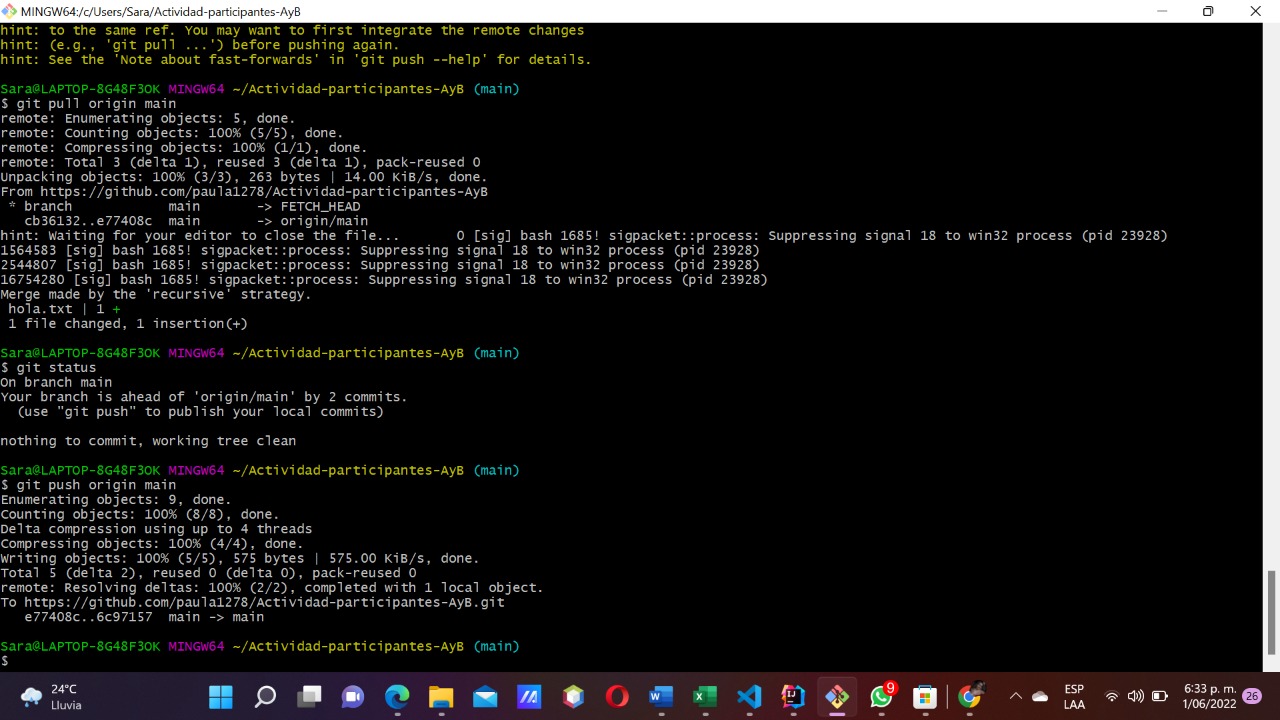 MINGW64:/c/Users/Sara/Actividad-participantes-AyB
hint: to the same ref. You may want to first integrate the remote changes
hint: (e.g., 'git pull ...') before pushing again.
hint: See the 'Note about fast-forwards' in 'git push --help' for details.
Sara@LAPTOP-8G48F3OK MINGW64 ~/Actividad-participantes-AyB (main)
$ git pull origin main
remote: Enumerating objects: 5, done.
remote: Counting objects: 100% (5/5), done.
remote: Compressing objects: 100% (1/1), done.
remote: Total 3 (delta 1), reused 3 (delta 1), pack-reused 0
Unpacking objects: 100% (3/3), 263 bytes | 14.00 KiB/s, done.
From https://github.com/paula1278/Actividad-participantes-AyB
 * branch            main       -> FETCH_HEAD
   cb36132..e77408c  main       -> origin/main
hint: Waiting for your editor to close the file...       0 [sig] bash 1685! sigpacket::process: Suppressing signal 18 to win32 process (pid 23928)
1564583 [sig] bash 1685! sigpacket::process: Suppressing signal 18 to win32 process (pid 23928)
2544807 [sig] bash 1685! sigpacket::process: Suppressing signal 18 to win32 process (pid 23928)
16754280 [sig] bash 1685! sigpacket::process: Suppressing signal 18 to win32 process (pid 23928)
Merge made by the 'recursive' strategy.
 hola.txt | 1 +
 1 file changed, 1 insertion(+)
Sara@LAPTOP-8G48F3OK MINGW64 ~/Actividad-participantes-AyB (main)
$ git status
On branch main
Your branch is ahead of 'origin/main' by 2 commits.
  (use "git push" to publish your local commits)
nothing to commit, working tree clean
Sara@LAPTOP-8G48F3OK MINGW64 ~/Actividad-participantes-AyB (main)
$ git push origin main
Enumerating objects: 9, done.
Counting objects: 100% (8/8), done.
Delta compression using up to 4 threads
Compressing objects: 100% (4/4), done.
Writing objects: 100% (5/5), 575 bytes | 575.00 KiB/s, done.
Total 5 (delta 2), reused 0 (delta 0), pack-reused 0
remote: Resolving deltas: 100% (2/2), completed with 1 local object.
To https://github.com/paula1278/Actividad-participantes-AyB.git
   e77408c..6c97157  main -> main
Sara@LAPTOP-8G48F3OK MINGW64 ~/Actividad-participantes-AyB (main)
$
24°C
Lluvia
9
ESP
LAA
6:33 p. m.
1/06/2022
26